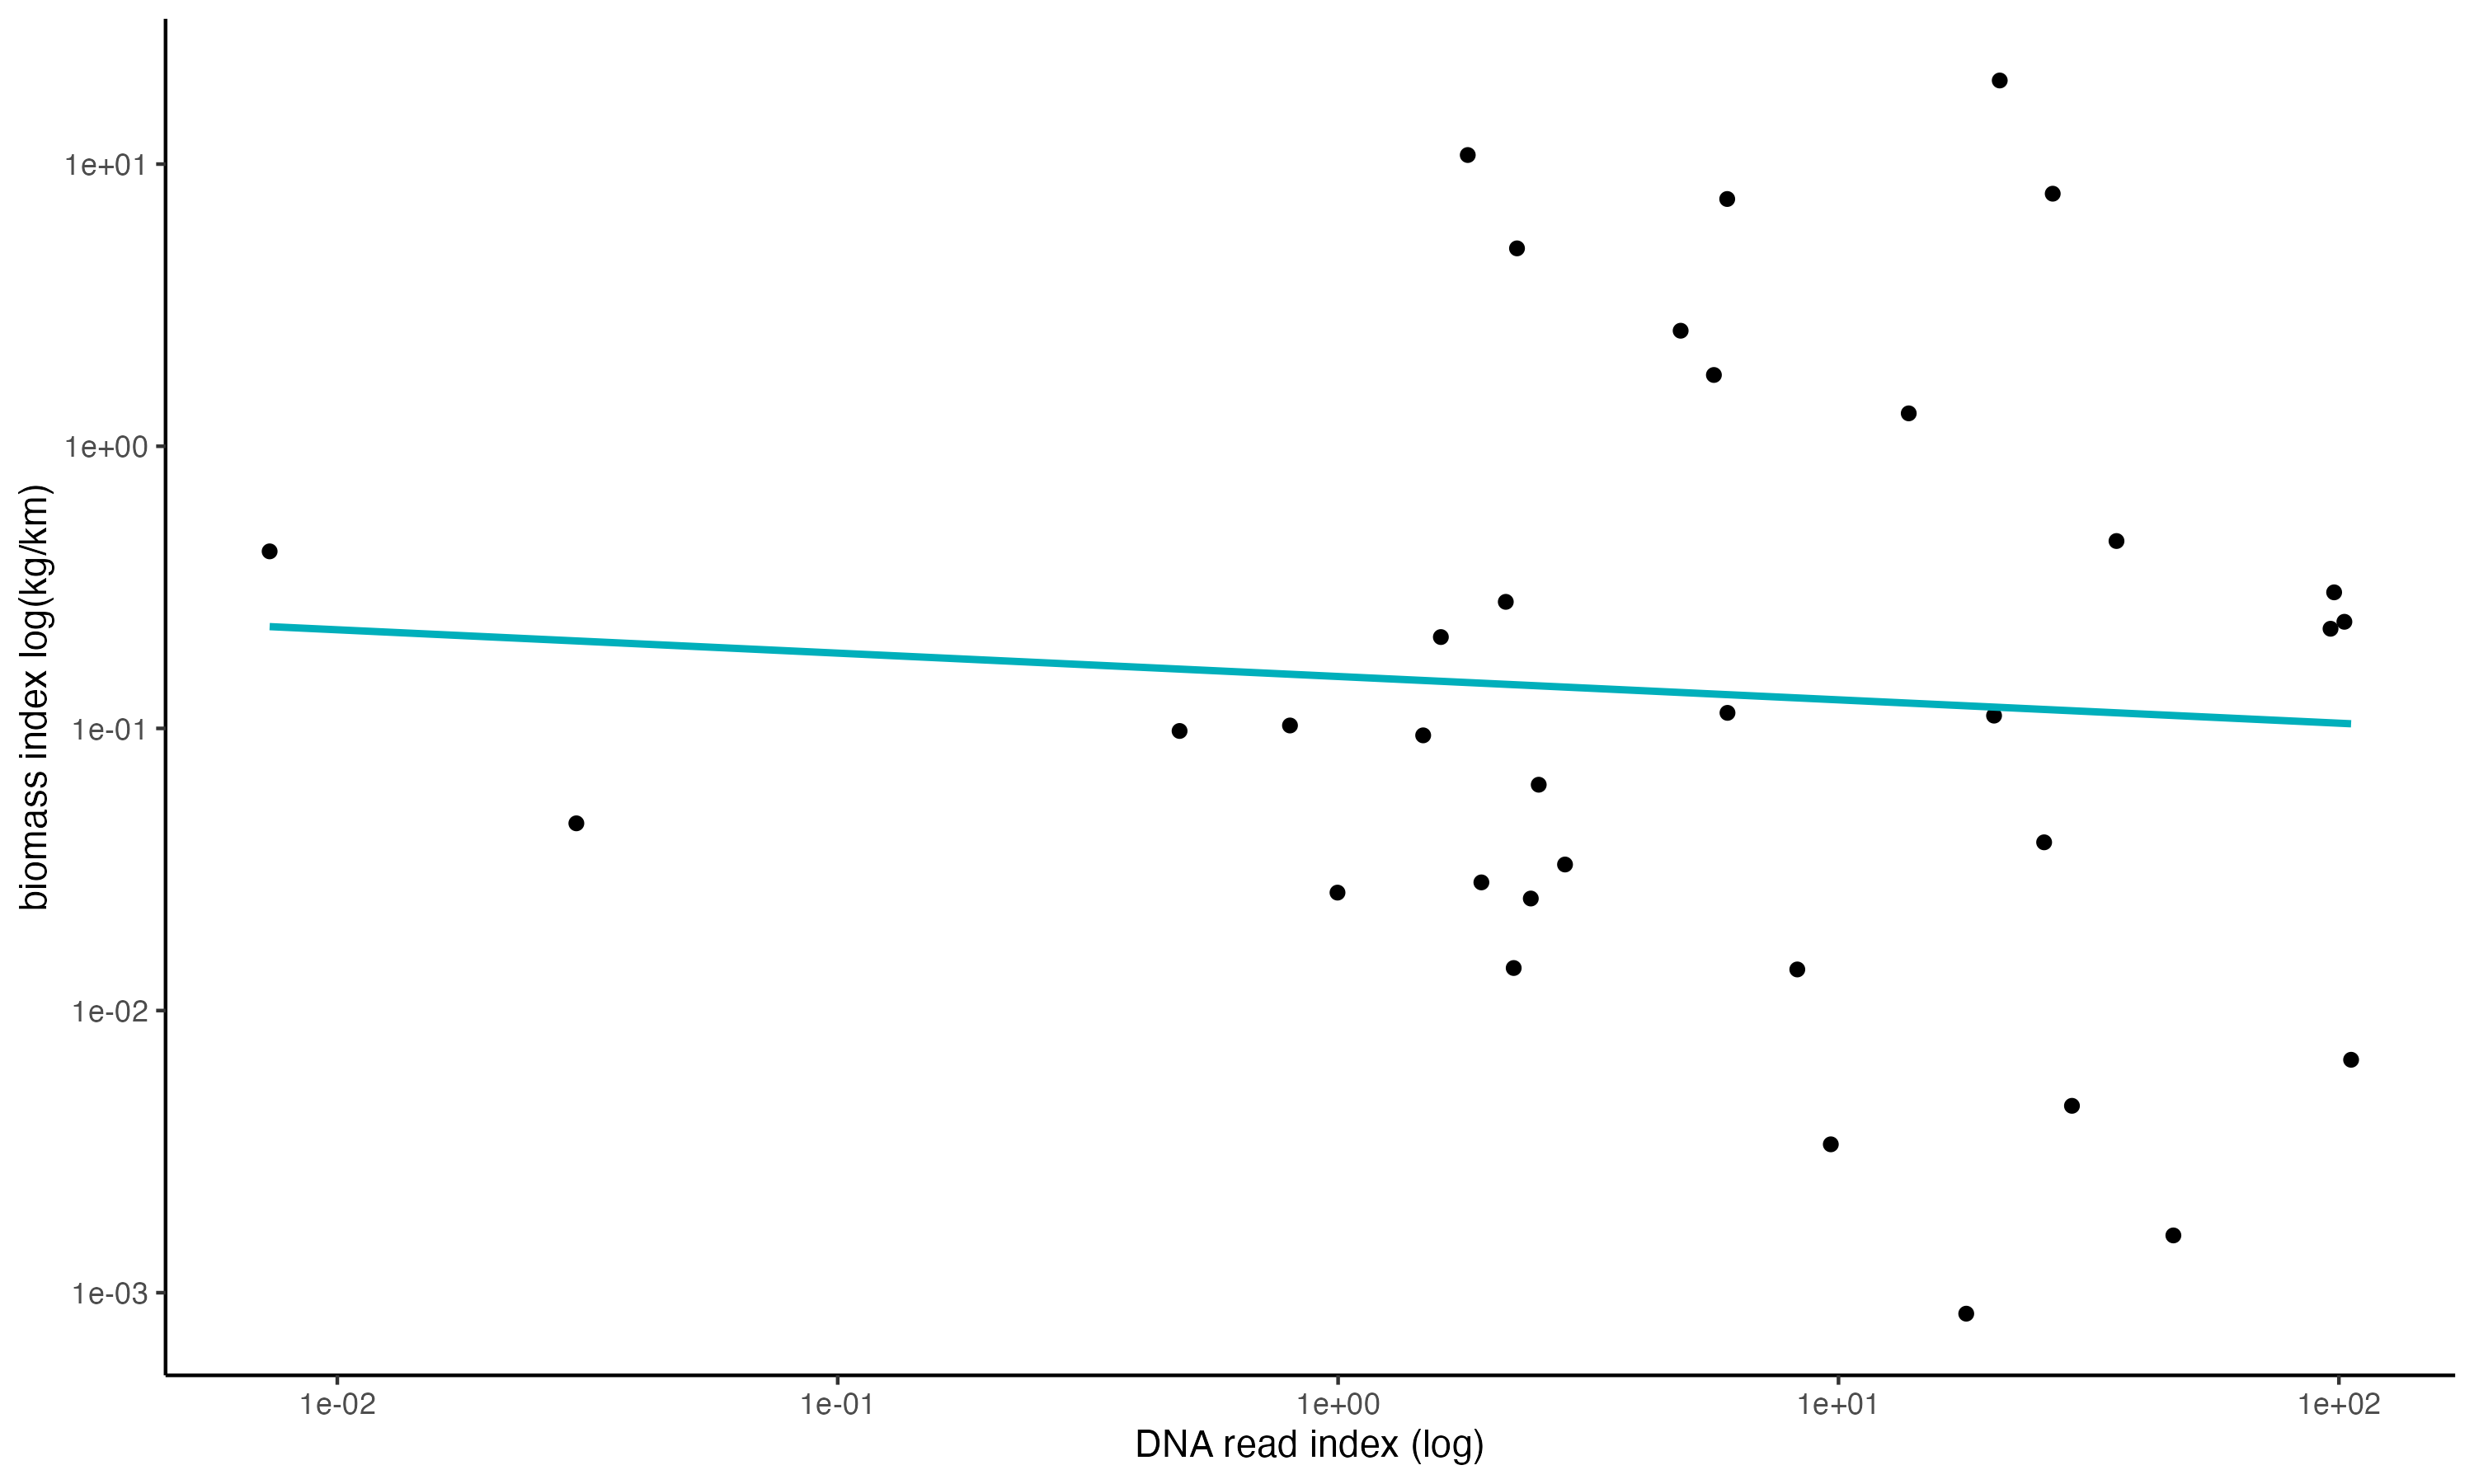 biomass index log(kg/km)
1e+01
1e+00
1e-01
1e-02
1e-03
1e-02 1e-01 1e+00 1e+01 1e+02
DNA read index (log)